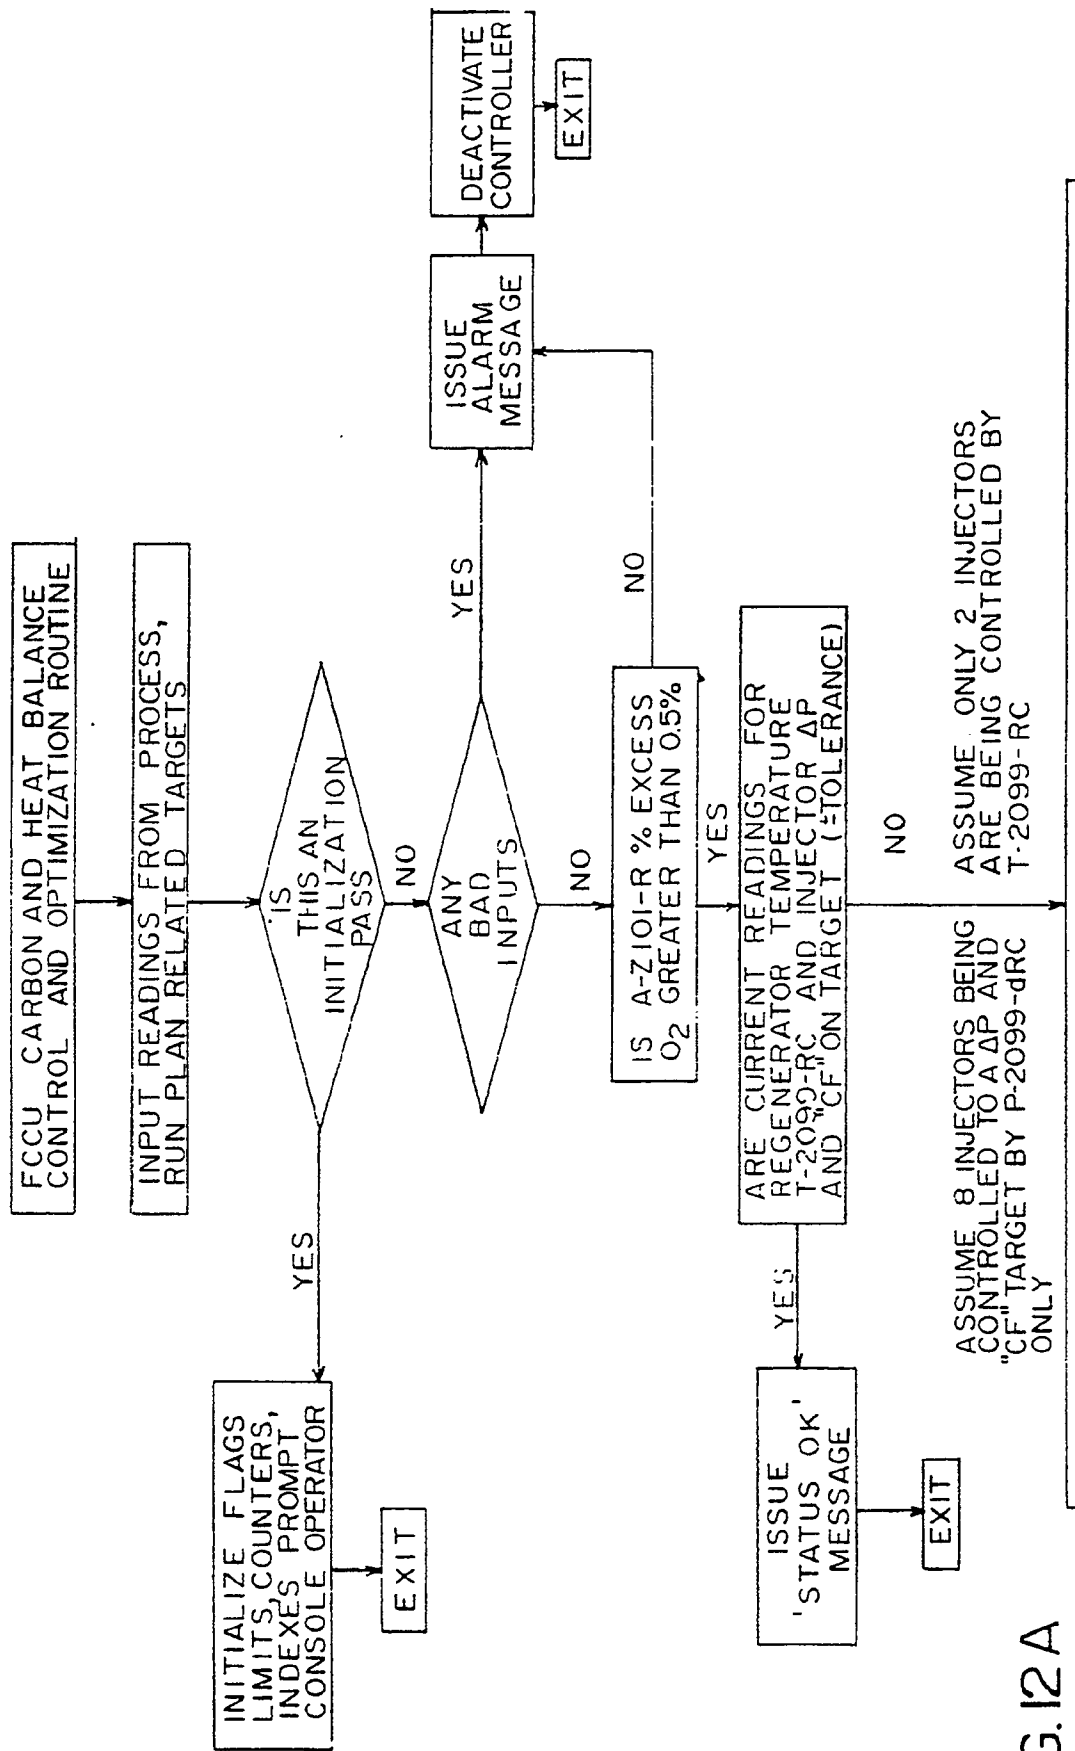 FCCU CARBON AND HEAT BALANCE
CONTROL AND OPTIMIZATION ROUTINE
INPUT READINGS FROM PROCESS,
RUN PLAN RELATED TARGETS
IS
THIS AN
INITIALIZATION
PASS
YES
INITIALIZE FLAGS
LIMITS, COUNTERS,
INDEXES PROMPT
CONSOLE OPERATOR
EXIT
NO
ANY
BAD
INPUTS
YES
ISSUE
ALARM
MESSAGE
DEACTIVATE
CONTROLLER
EXIT
NO
IS A-Z101-R % EXCESS
O2 GREATER THAN 0.5%
NO
YES
ARE CURRENT READINGS FOR
REGENERATOR TEMPERATURE
T-2099-RC AND INJECTOR ΔP
AND "CF" ON TARGET (±TOLERANCE)
YES
ISSUE
'STATUS OK'
MESSAGE
EXIT
NO
ASSUME 8 INJECTORS BEING
CONTROLLED TO A ΔP AND
"CF" TARGET BY P-2099-dRC
ONLY
ASSUME ONLY 2 INJECTORS
ARE BEING CONTROLLED BY
T-2099-RC
G. 12A